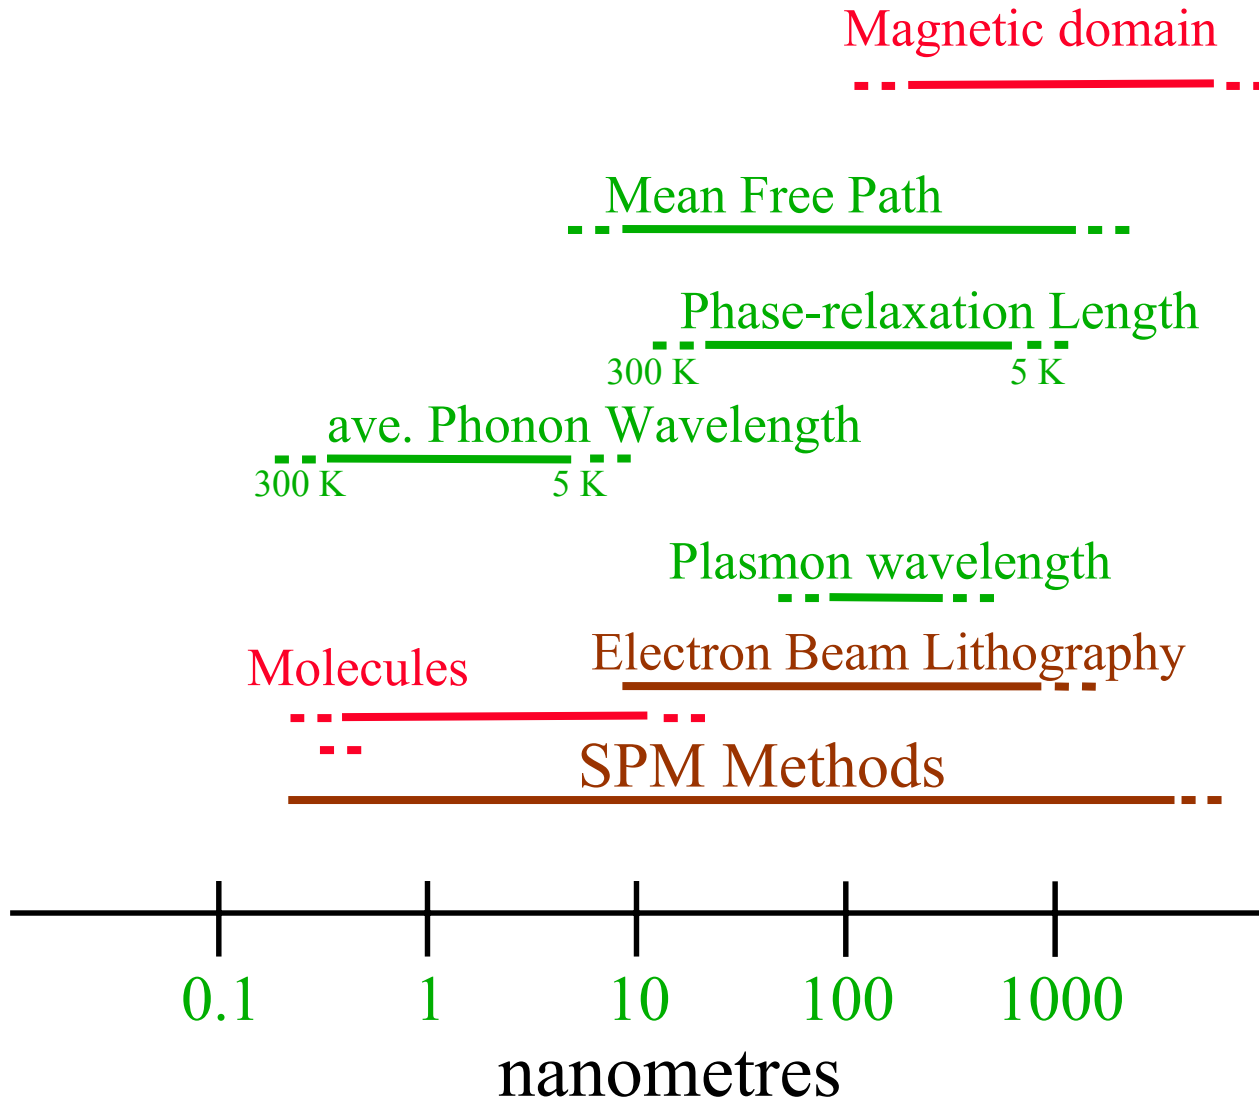 Magnetic domain
Mean Free Path
Phase-relaxation Length
300 K
5 K
ave. Phonon Wavelength
300 K
5 K
Plasmon wavelength
Electron Beam Lithography
Molecules
SPM Methods
0.1
1
10
100
1000
nanometres